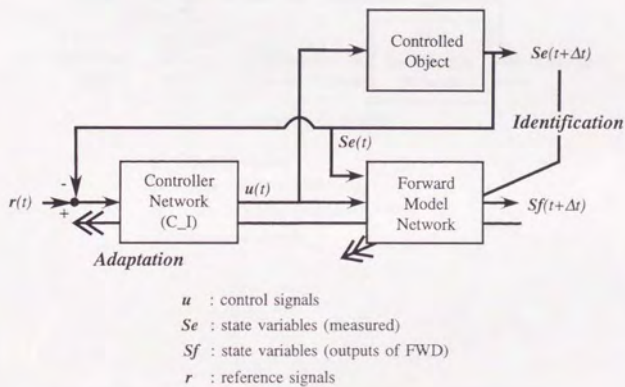 Controlled
Object
Se(t+Δt)
Identification
Se(t)
-
r(t)
+
Controller
Network
(C_I)
u(t)
Forward
Model
Network
Sf(t+Δt)
Adaptation
u : control signals
Se : state variables (measured)
Sf : state variables (outputs of FWD)
r : reference signals